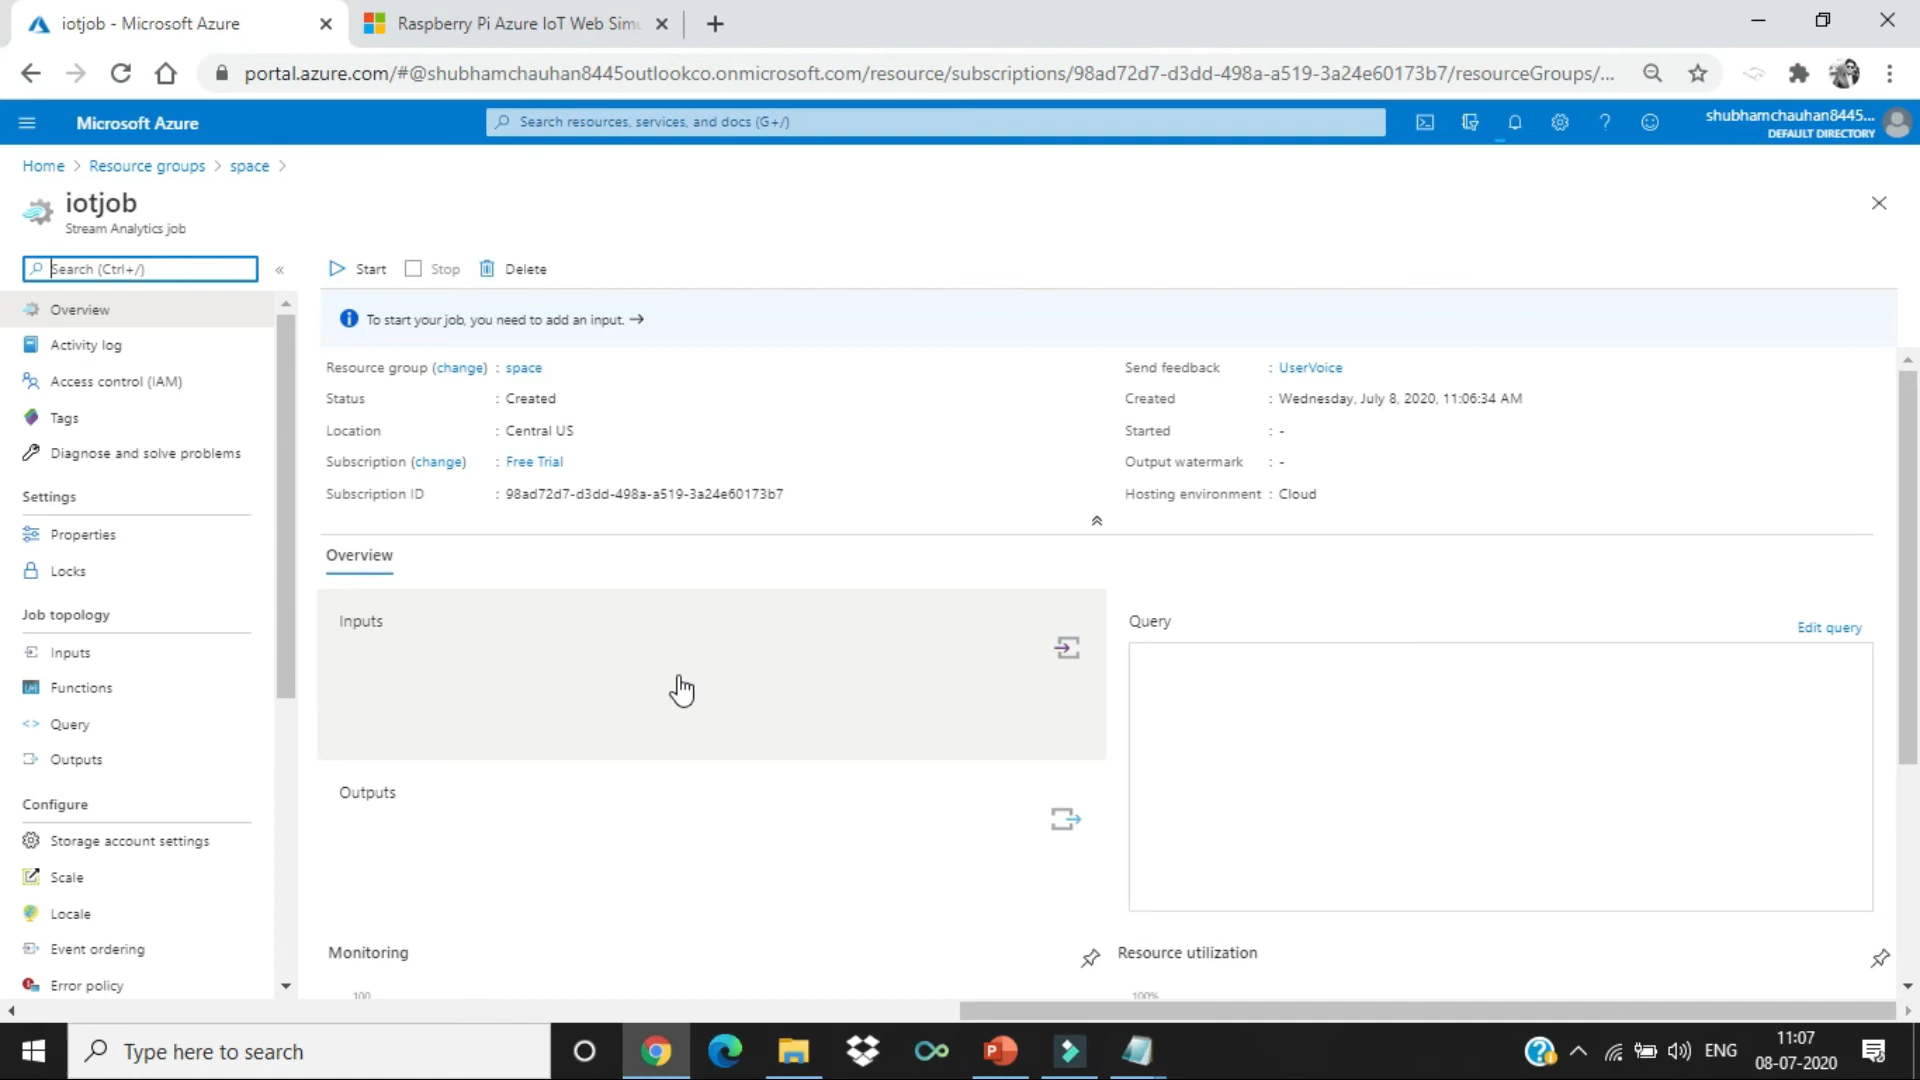 iotjob - Microsoft Azure
Raspberry Pi Azure IoT Web Simu
portal.azure.com/#@shubhamchauhan8445outlookco.onmicrosoft.com/resource/subscriptions/98ad72d7-d3dd-498a-a519-3a24e60173b7/resourceGroups/...
Microsoft Azure
Search resources, services, and docs (G+/)
shubhamchauhan8445...
DEFAULT DIRECTORY
Home > Resource groups > space >
iotjob
Stream Analytics job
Search (Ctrl+/)
«
Start
Stop
Delete
Overview
Activity log
Access control (IAM)
Tags
Diagnose and solve problems
Settings
Properties
Locks
Job topology
Inputs
Functions
Query
Outputs
Configure
Storage account settings
Scale
Locale
Event ordering
Error policy
To start your job, you need to add an input. →
Resource group (change) : space
Status : Created
Location : Central US
Subscription (change) : Free Trial
Subscription ID : 98ad72d7-d3dd-498a-a519-3a24e60173b7
Send feedback : UserVoice
Created : Wednesday, July 8, 2020, 11:06:34 AM
Started : -
Output watermark : -
Hosting environment : Cloud
Overview
Inputs
Outputs
Query
Edit query
Monitoring
100
Resource utilization
100%
Type here to search
ENG
11:07
08-07-2020